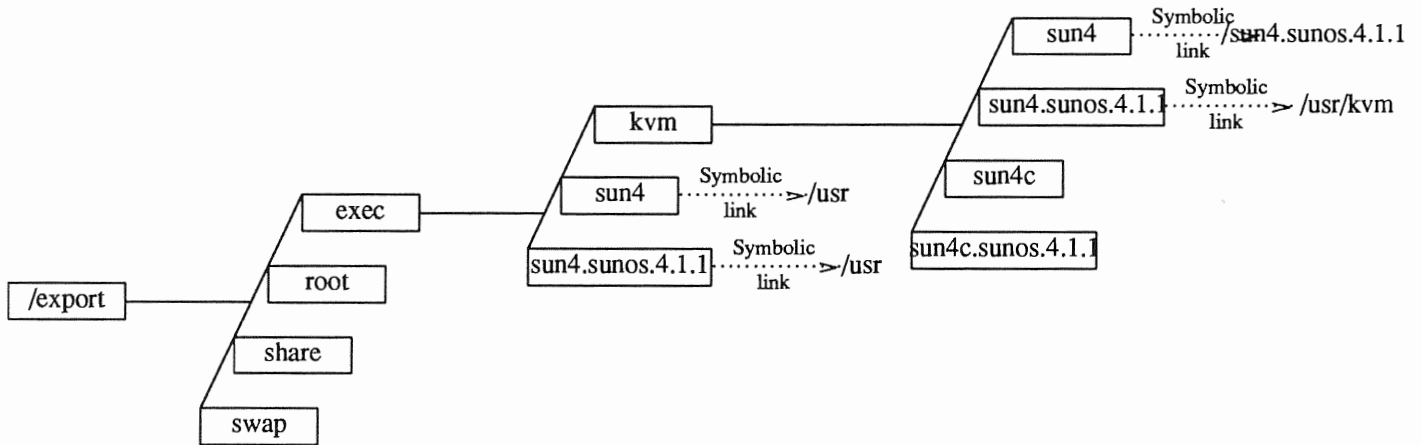 Symbolic
sun4
/sun4.sunos.4.1.1
link
Symbolic
sun4.sunos.4.1.1
/usr/kvm
link
kvm
Symbolic
sun4
/usr
link
sun4c
exec
Symbolic
sun4.sunos.4.1.1
/usr
link
sun4c.sunos.4.1.1
root
/export
share
swap